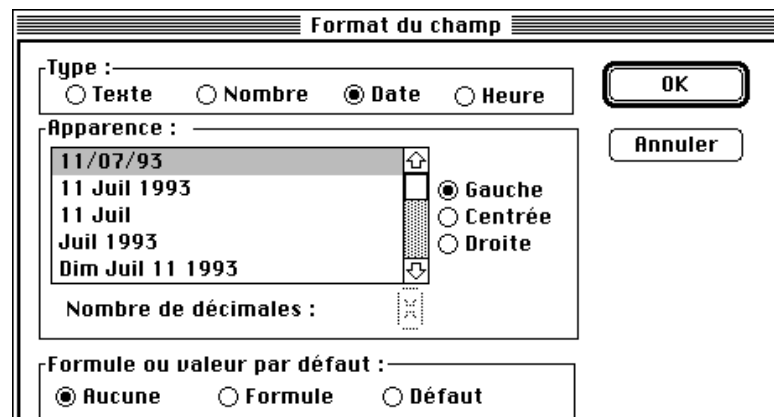 Format du champ
Type :
Texte Nombre Date Heure
OK
Annuler
Apparence :
11/07/93
11 Juil 1993
11 Juil
Juil 1993
Dim Juil 11 1993
Gauche
Centrée
Droite
Nombre de décimales :
Formule ou valeur par défaut :
Aucune Formule Défaut